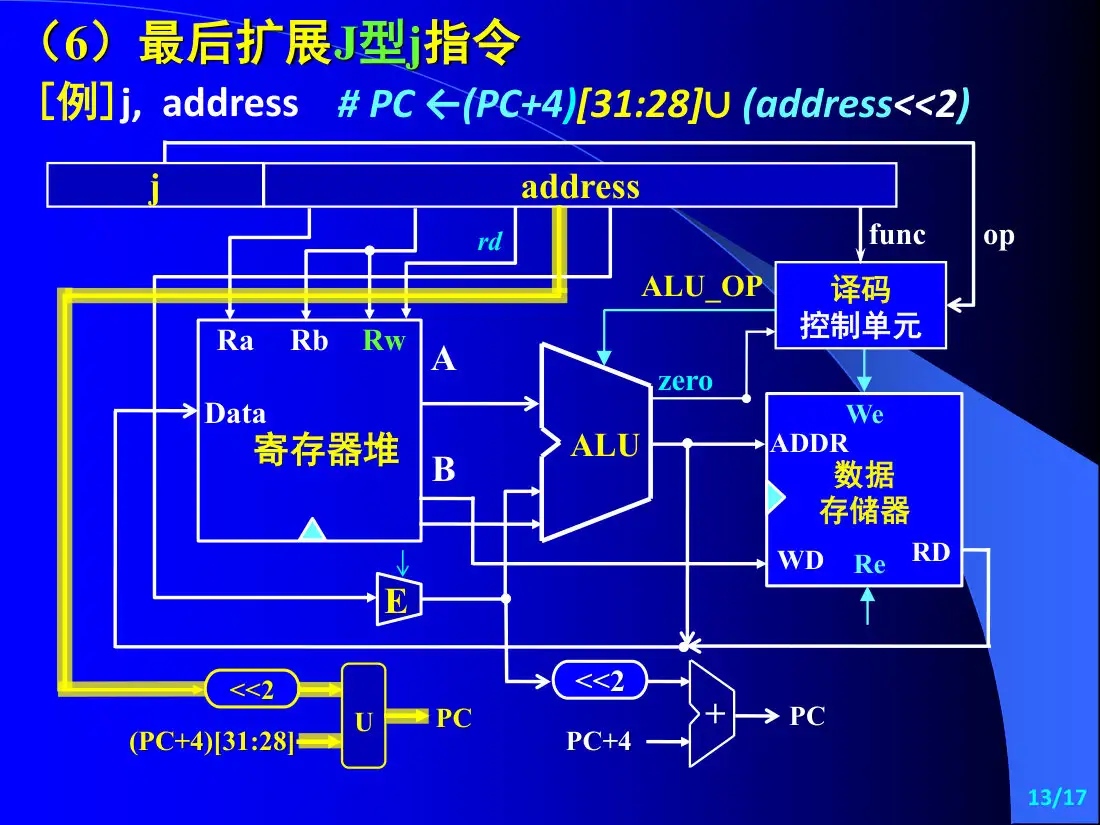 （6）最后扩展J型j指令
[例]j, address # PC ←(PC+4)[31:28]∪ (address<<2)
j address
rd func op
ALU_OP 译码
控制单元
Ra Rb Rw
A
zero
Data
寄存器堆
B
ALU
We
ADDR
数据
存储器
WD Re RD
E
<<2
U
PC
(PC+4)[31:28]
<<2
+
PC
PC+4
13/17